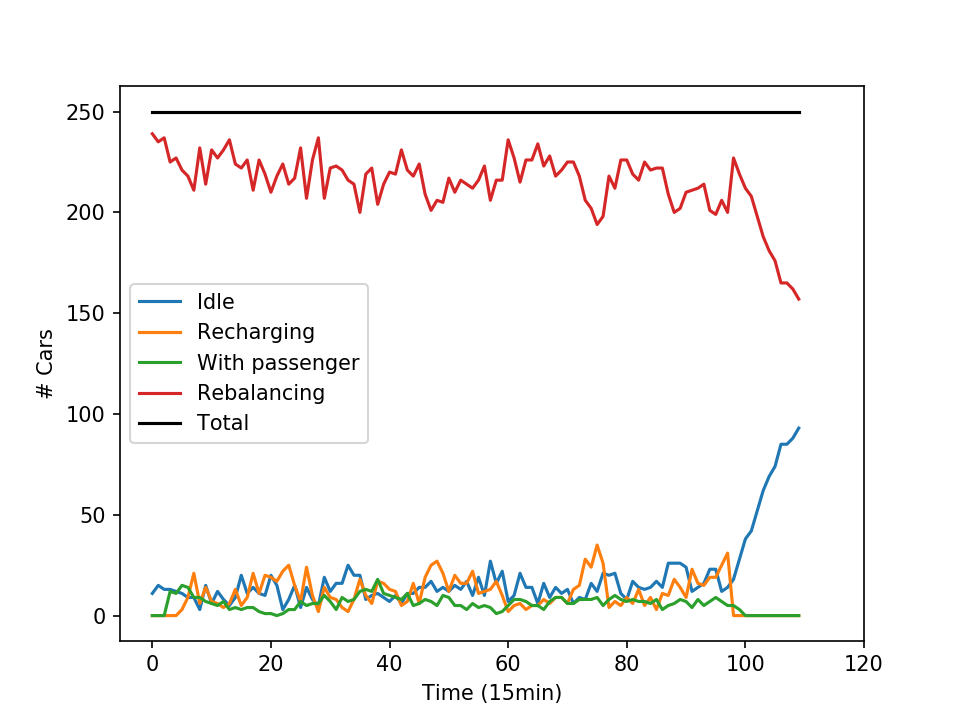 250
200
150
100
50
0
# Cars
Idle
Recharging
With passenger
Rebalancing
Total
0 20 40 60 80 100 120
Time (15min)